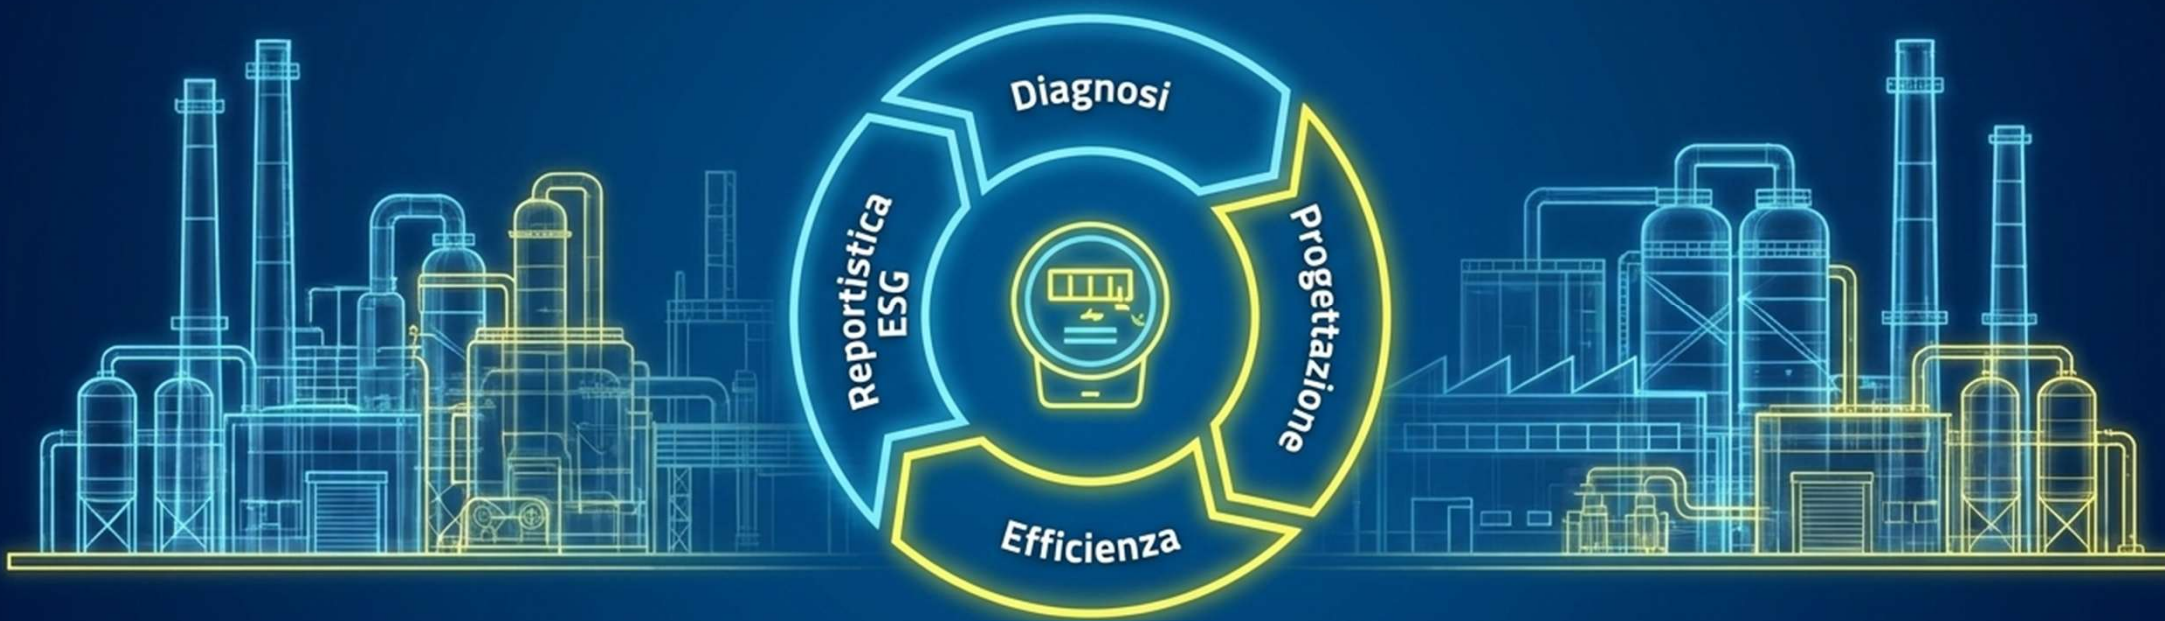 Diagnosi
Progettazione
Efficienza
Reportistica
ESG